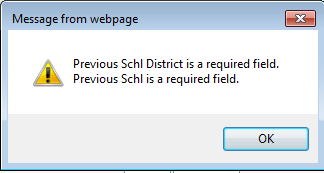 Message from webpage
Previous Schl District is a required field.
Previous Schl is a required field.
OK